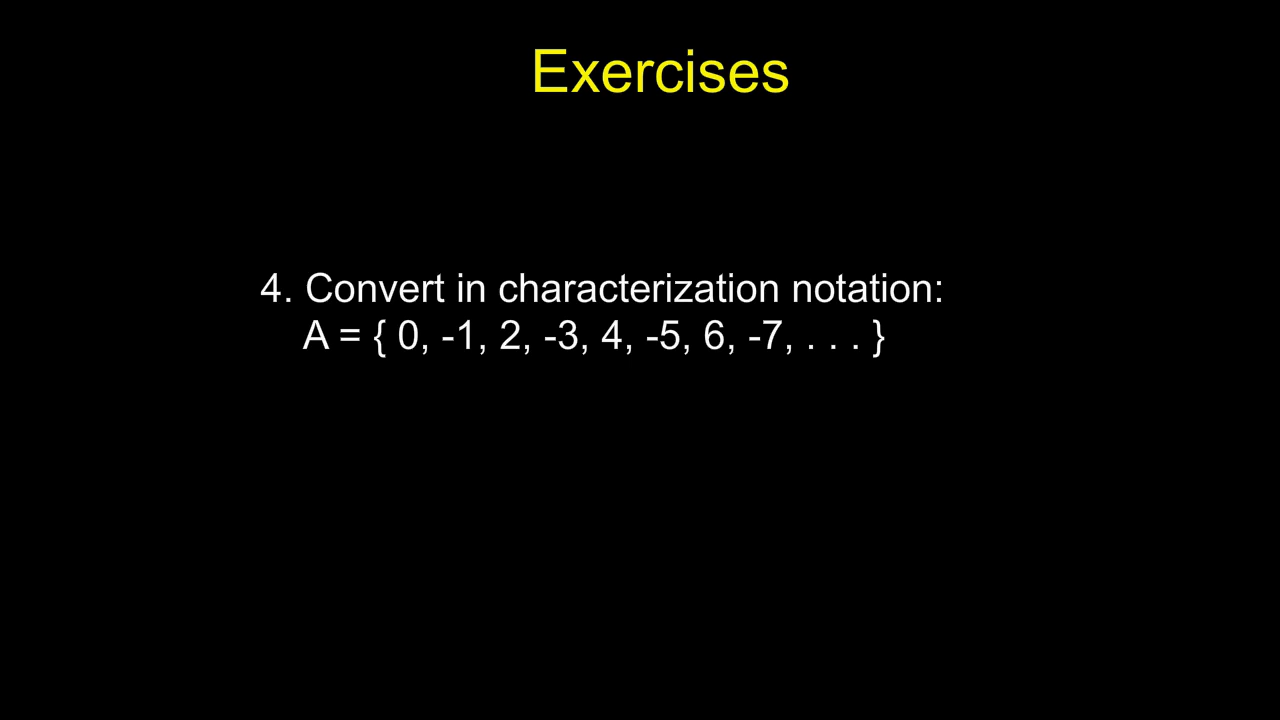 Exercises
4. Convert in characterization notation:
A = { 0, -1, 2, -3, 4, -5, 6, -7, . . . }